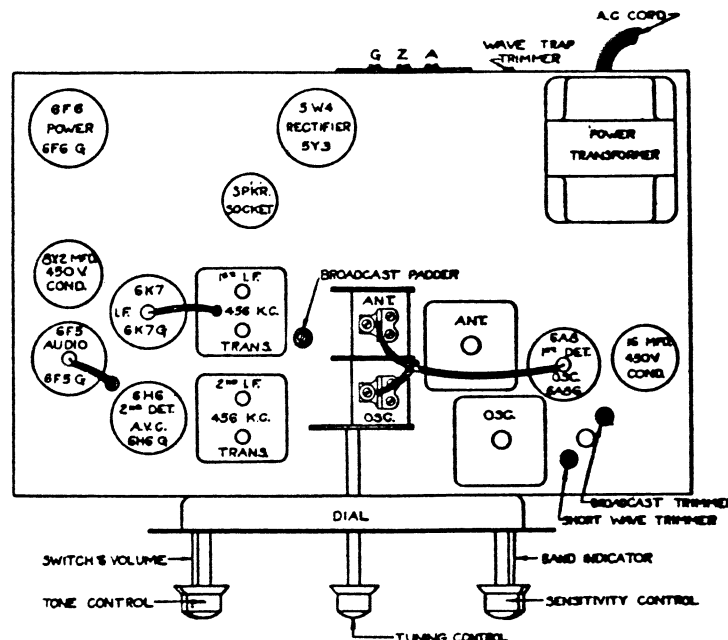 A.C CORD
G Z A
WAVE TRAP
TRIMMER
6F6
POWER
6F6 G
5W4
RECTIFIER
5Y3
POWER
TRANSFORMER
SPKR.
SOCKET
8X2 MFD.
450 V.
COND.
6K7
I.F.
6K7G
1ST I.F.
456 K.C.
TRANS.
BROADCAST PADDER
ANT.
ANT.
6A8
1ST DET.
OSC.
6A8G
16 MFD.
450V
COND.
6F5
AUDIO
6F5 G
6H6
2ND DET.
A.V.C.
6H6 G
2ND I.F.
456 K.C.
TRANS.
OSC.
OSC.
BROADCAST TRIMMER
SHORT WAVE TRIMMER
DIAL
SWITCH & VOLUME
BAND INDICATOR
TONE CONTROL
SENSITIVITY CONTROL
TUNING CONTROL